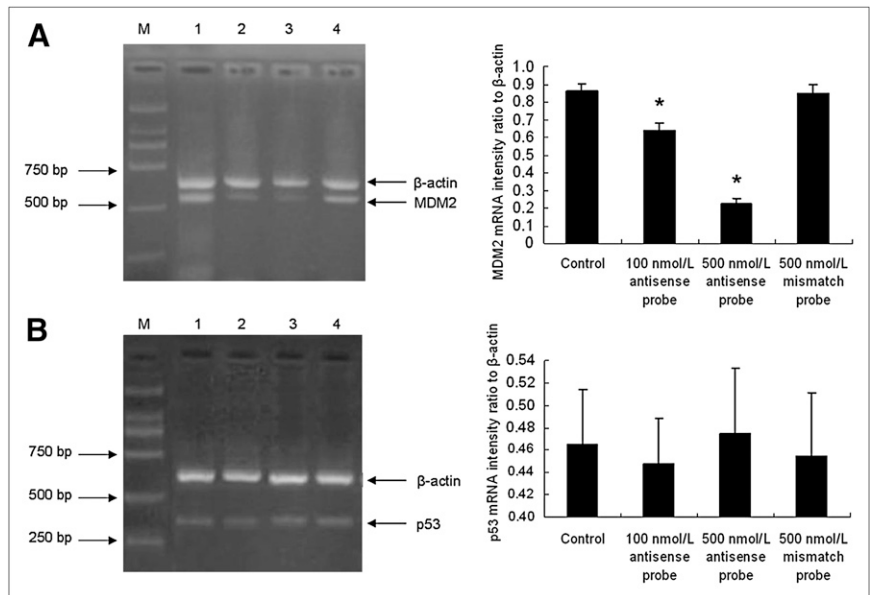 A
M 1 2 3 4
750 bp
500 bp
β-actin
MDM2
MDM2 mRNA intensity ratio to β-actin
1.0
0.9
0.8
0.7
0.6
0.5
0.4
0.3
0.2
0.1
0
*
*
Control
100 nmol/L
antisense
probe
500 nmol/L
antisense
probe
500 nmol/L
mismatch
probe
B
M 1 2 3 4
750 bp
500 bp
250 bp
β-actin
p53
p53 mRNA intensity ratio to β-actin
0.54
0.52
0.50
0.48
0.46
0.44
0.42
0.40
Control
100 nmol/L
antisense
probe
500 nmol/L
antisense
probe
500 nmol/L
mismatch
probe